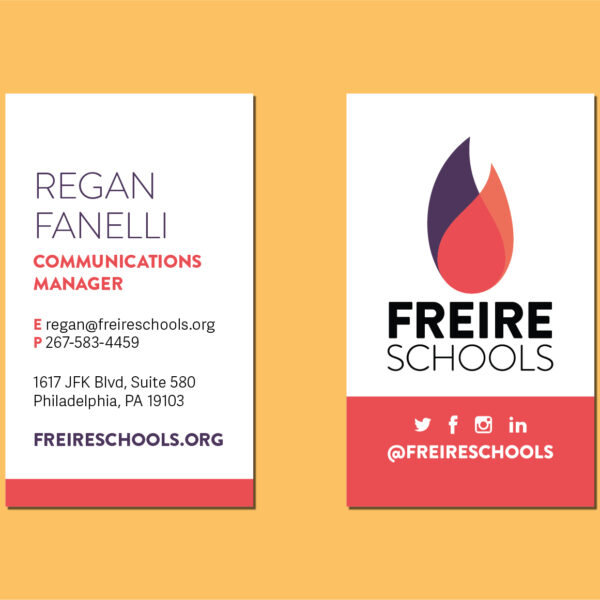 REGAN
FANELLI
COMMUNICATIONS
MANAGER
E regan@freireschools.org
P 267-583-4459
1617 JFK Blvd, Suite 580
Philadelphia, PA 19103
FREIRESCHOOLS.ORG
FREIRE
SCHOOLS
@FREIRESCHOOLS